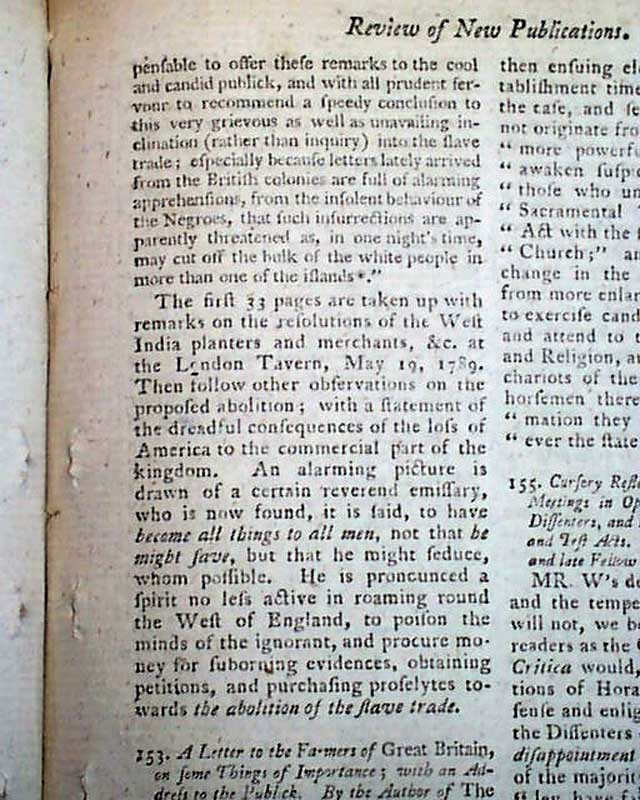 Review of New Publications.
penſable to offer theſe remarks to the cool
and candid publick, and with all prudent fer-
vour to recommend a ſpeedy concluſion to
this very grievous as well as unavailing in-
clination (rather than inquiry) into the ſlave
trade; eſpecially becauſe letters lately arrived
from the Britiſh colonies are full of alarming
apprehenſions, from the inſolent behaviour of
the Negroes, that ſuch inſurrections are ap-
parently threatened as, in one night's time,
may cut off the bulk of the white people in
more than one of the iſlands*."
The firſt 33 pages are taken up with
remarks on the reſolutions of the Weſt
India planters and merchants, &c. at
the London Tavern, May 19, 1789.
Then follow other obſervations on the
propoſed abolition; with a ſtatement of
the dreadful conſequences of the loſs of
America to the commercial part of the
kingdom. An alarming picture is
drawn of a certain reverend emiſſary,
who is now found, it is ſaid, to have
become all things to all men, not that he
might ſave, but that he might ſeduce,
whom poſſible. He is pronounced a
ſpirit no leſs active in roaming round
the Weſt of England, to poiſon the
minds of the ignorant, and procure mo-
ney for ſuborning evidences, obtaining
petitions, and purchaſing proſelytes to-
wards the abolition of the ſlave trade.
153. A Letter to the Farmers of Great Britain,
on ſome Things of Importance; with an Ad-
dreſs to the Publick. By the Author of The
then enſuing
tabliſhment time
the caſe, and
not originate
" more
" awaken
" thoſe who
" Sacramental
" Act with the
" Church;"
change in the
from more
to exerciſe
and attend to
and Religion,
chariots of the
horſemen
" mation they
" ever the
155. Curſory
Meetings in
Diſſenters, and
and Teſt Acts.
and late Fellow
MR. W's
and the
will not, we
readers as the
Critica would,
tions of
ſenſe and
the Diſſenters
diſappointment
of the